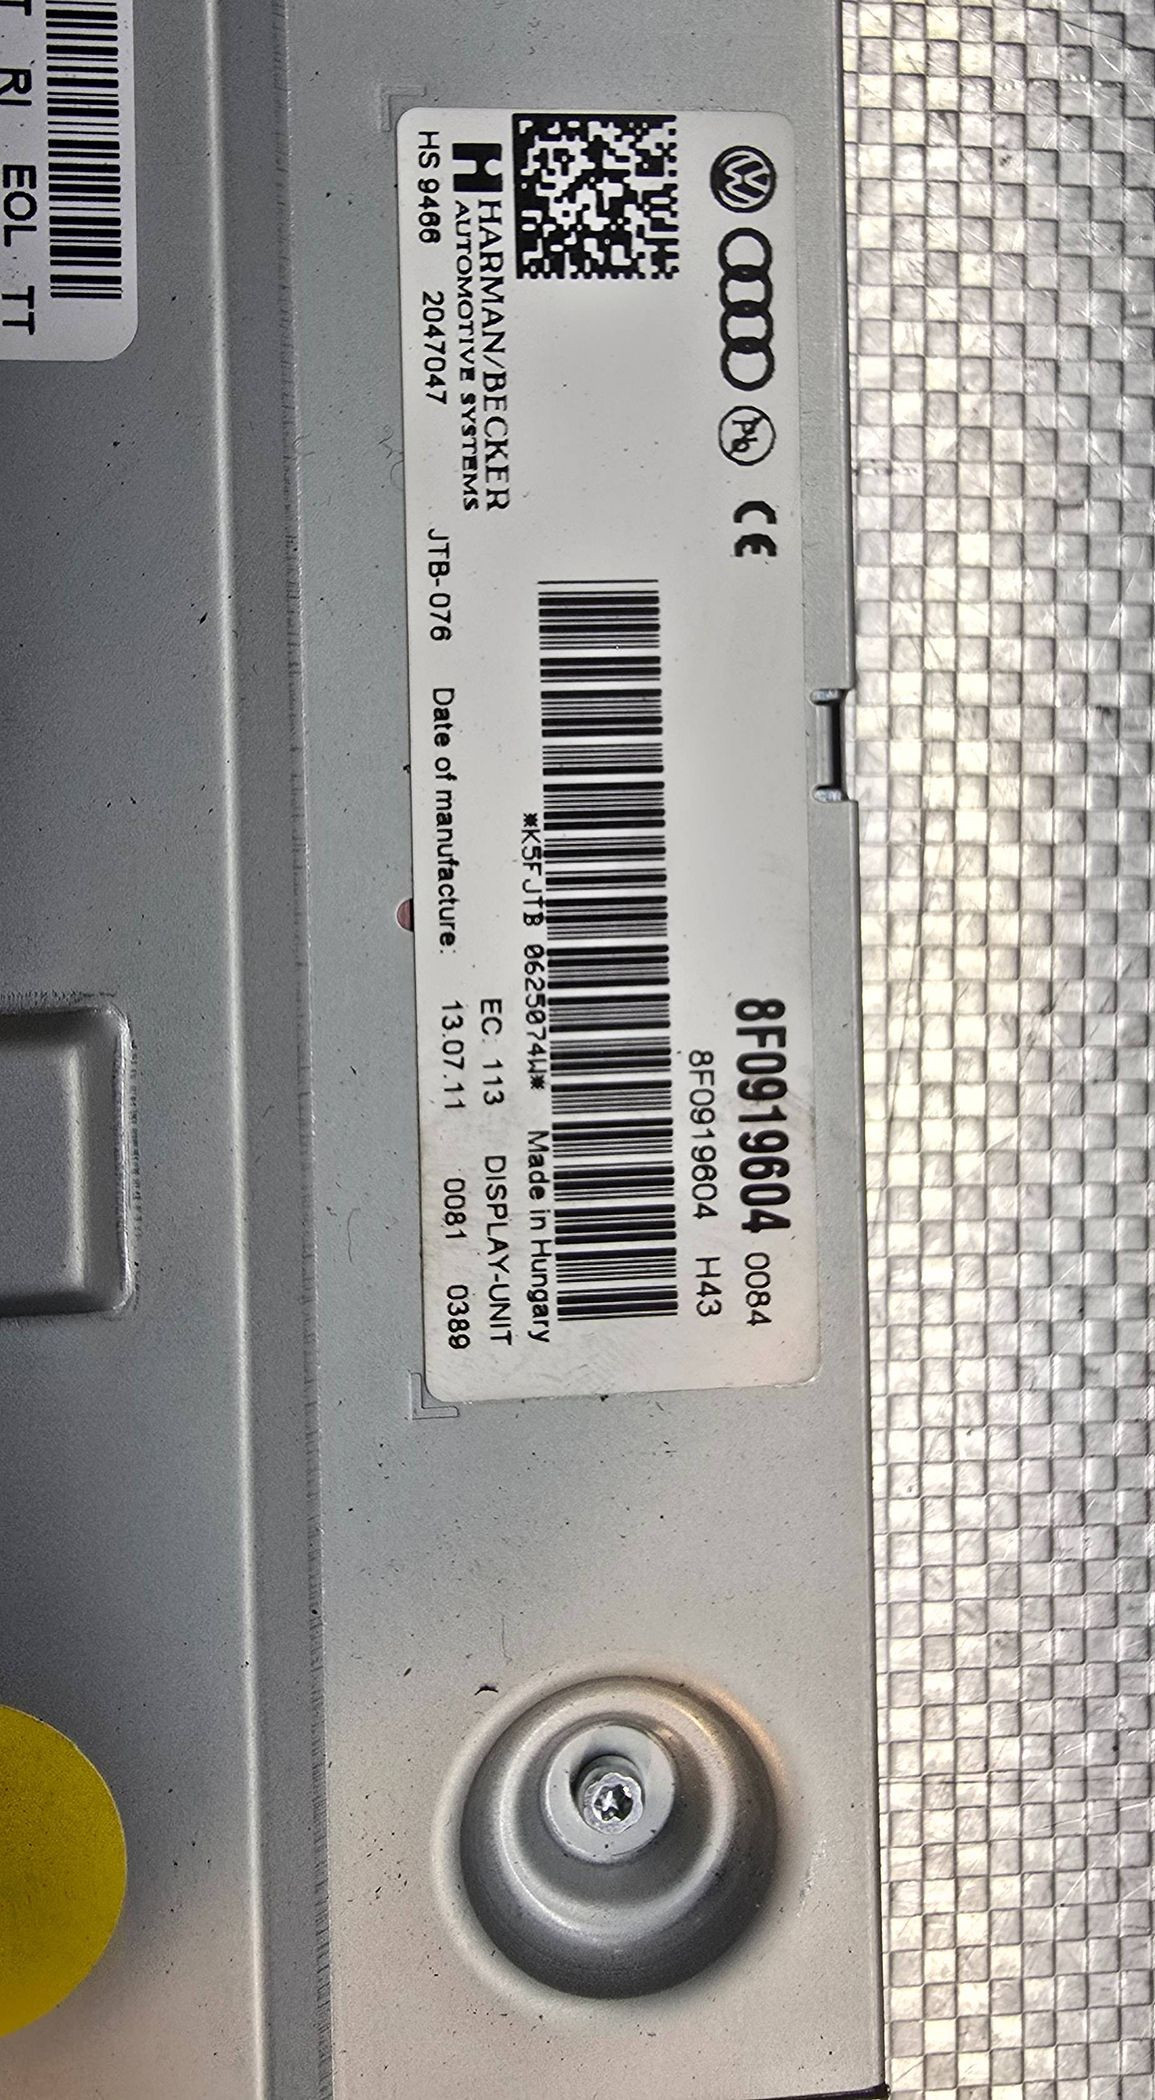 8F0919604 0084
8F0919604 H43
*K5FJTB 0625074W* Made in Hungary
HARMAN/BECKER
AUTOMOTIVE SYSTEMS
EC: 113 DISPLAY-UNIT
HS 9466 2047047 JTB-076 Date of manufacture: 13.07.11 0081 0389
RI EOL TT